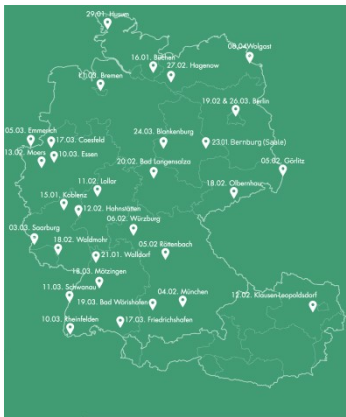 29.01. Husum
16.01. Büchen
08.04 Wolgast
27.02. Hagenow
11.03. Bremen
19.02 & 26.03. Berlin
05.03. Emmerich
17.03. Coesfeld
24.03. Blankenburg
23.01. Bernburg (Saale)
13.02. Moers
10.03. Essen
20.02. Bad Langensalza
05.02. Görlitz
11.02. Lollar
18.02. Olbernhau
15.01. Koblenz
12.02. Hahnstätten
06.02. Würzburg
03.03. Saarburg
18.02. Waldmohr
05.02 Röttenbach
21.01. Walldorf
18.03. Mötzingen
11.03. Schwanau
04.02. München
12.02. Klausen-Leopoldsdorf
19.03. Bad Wörishofen
10.03. Rheinfelden
17.03. Friedrichshafen